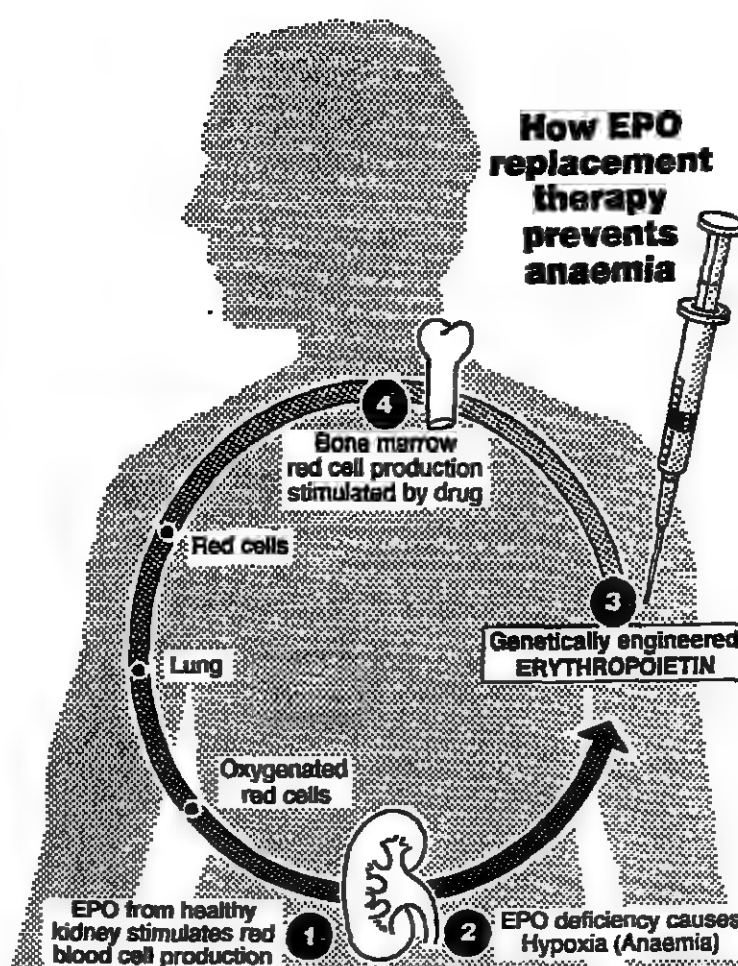 How EPO
replacement
therapy
prevents
anaemia
4
Bone marrow
red cell production
stimulated by drug
Red cells
3
Genetically engineered
ERYTHROPOIETIN
Lung
Oxygenated
red cells
EPO from healthy
kidney stimulates red
blood cell production
1
2
EPO deficiency causes
Hypoxia (Anaemia)